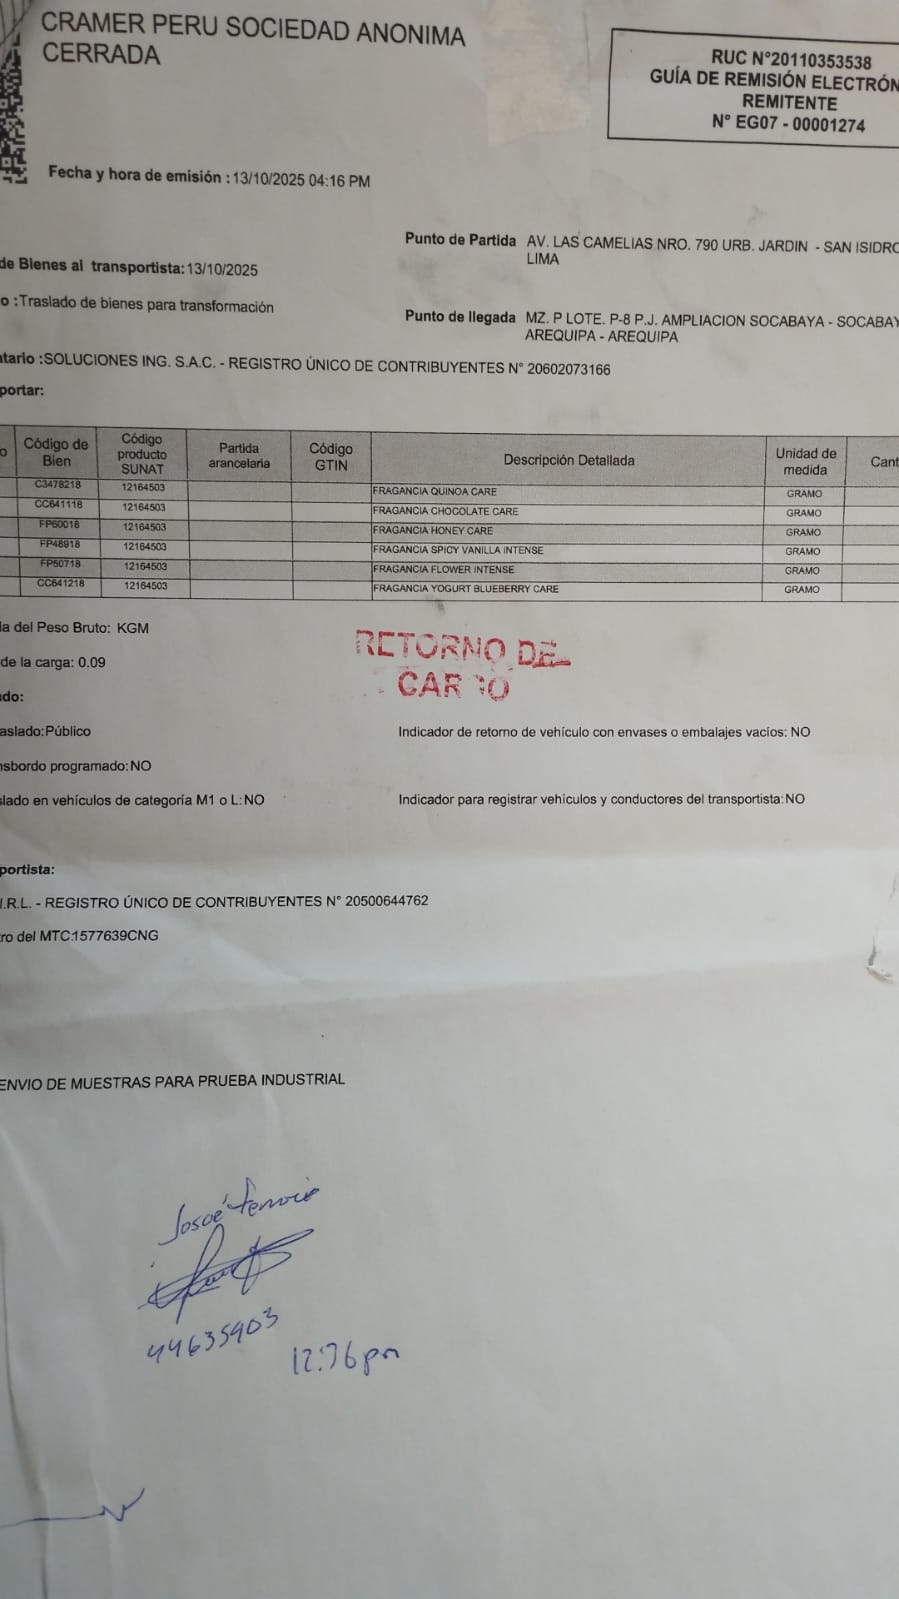 CRAMER PERU SOCIEDAD ANONIMA
CERRADA
RUC N°20110353538
GUÍA DE REMISIÓN ELECTRÓN
REMITENTE
N° EG07 - 00001274
Fecha y hora de emisión : 13/10/2025 04:16 PM
Punto de Partida AV. LAS CAMELIAS NRO. 790 URB. JARDIN - SAN ISIDRO
LIMA
de Bienes al transportista: 13/10/2025
o : Traslado de bienes para transformación
Punto de llegada MZ. P LOTE. P-8 P.J. AMPLIACION SOCABAYA - SOCABAY
AREQUIPA - AREQUIPA
tario : SOLUCIONES ING. S.A.C. - REGISTRO ÚNICO DE CONTRIBUYENTES N° 20602073166
portar:
o Código de Bien Código producto SUNAT Partida arancelaria Código GTIN Descripción Detallada Unidad de medida Cant
C3478218 12164503 FRAGANCIA QUINOA CARE GRAMO
CC641118 12164503 FRAGANCIA CHOCOLATE CARE GRAMO
FP60018 12164503 FRAGANCIA HONEY CARE GRAMO
FP48918 12164503 FRAGANCIA SPICY VANILLA INTENSE GRAMO
FP50718 12164503 FRAGANCIA FLOWER INTENSE GRAMO
CC641218 12164503 FRAGANCIA YOGURT BLUEBERRY CARE GRAMO
da del Peso Bruto: KGM
RETORNO DE
CARGO
de la carga: 0.09
do:
aslado: Público
Indicador de retorno de vehículo con envases o embalajes vacíos: NO
nsbordo programado: NO
slado en vehículos de categoría M1 o L: NO
Indicador para registrar vehículos y conductores del transportista: NO
portista:
I.R.L. - REGISTRO ÚNICO DE CONTRIBUYENTES N° 20500644762
ro del MTC:1577639CNG
ENVIO DE MUESTRAS PARA PRUEBA INDUSTRIAL
44635903
pm